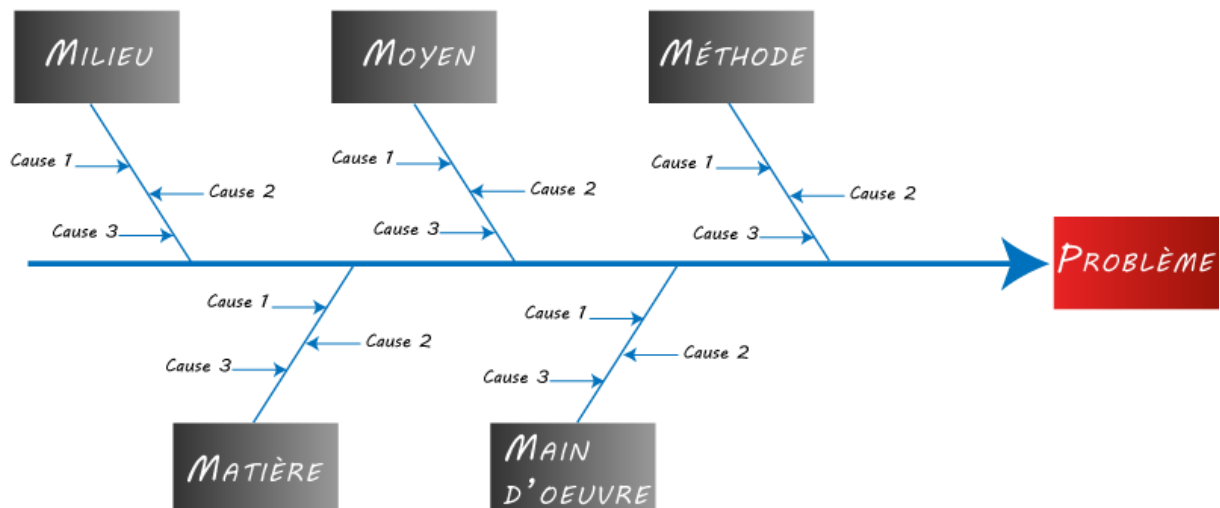 MILIEU
MOYEN
MÉTHODE
Cause 1
Cause 2
Cause 3
Cause 1
Cause 2
Cause 3
Cause 1
Cause 2
Cause 3
PROBLÈME
Cause 1
Cause 2
Cause 3
Cause 1
Cause 2
Cause 3
MATIÈRE
MAIN
D'OEUVRE